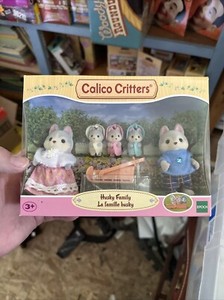 Calico Critters
Husky Family
La famille husky
3+
EPOCH